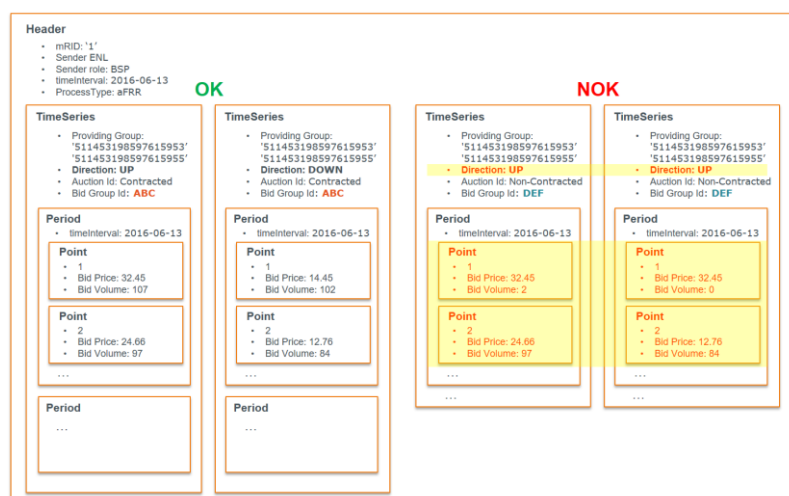 Header
• mRID: '1'
• Sender ENL
• Sender role: BSP
• timeInterval: 2016-06-13
• ProcessType: aFRR
OK
NOK
TimeSeries
• Providing Group:
'511453198597615953'
'511453198597615955'
• Direction: UP
• Auction Id: Contracted
• Bid Group Id: ABC
Period
• timeInterval: 2016-06-13
Point
• 1
• Bid Price: 32.45
• Bid Volume: 107
Point
• 2
• Bid Price: 24.66
• Bid Volume: 97
...
Period
...
TimeSeries
• Providing Group:
'511453198597615953'
'511453198597615955'
• Direction: DOWN
• Auction Id: Contracted
• Bid Group Id: ABC
Period
• timeInterval: 2016-06-13
Point
• 1
• Bid Price: 14.45
• Bid Volume: 102
Point
• 2
• Bid Price: 12.76
• Bid Volume: 84
...
Period
...
TimeSeries
• Providing Group:
'511453198597615953'
'511453198597615955'
• Direction: UP
• Auction Id: Non-Contracted
• Bid Group Id: DEF
Period
• timeInterval: 2016-06-13
Point
• 1
• Bid Price: 32.45
• Bid Volume: 2
Point
• 2
• Bid Price: 24.66
• Bid Volume: 97
...
...
TimeSeries
• Providing Group:
'511453198597615953'
'511453198597615955'
• Direction: UP
• Auction Id: Non-Contracted
• Bid Group Id: DEF
Period
• timeInterval: 2016-06-13
Point
• 1
• Bid Price: 32.45
• Bid Volume: 0
Point
• 2
• Bid Price: 12.76
• Bid Volume: 84
...
...